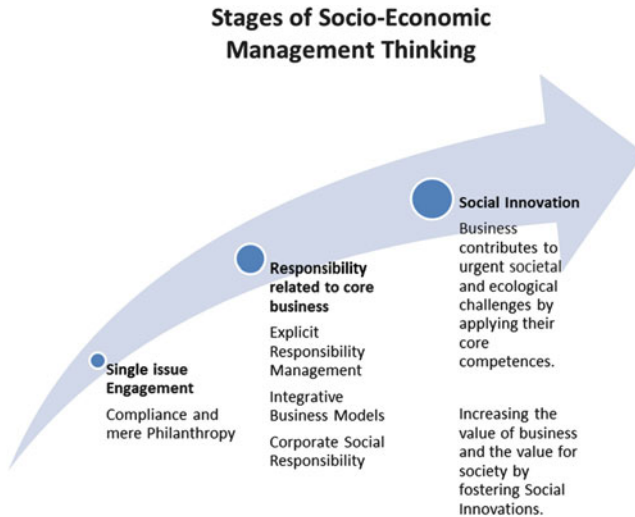 Stages of Socio-Economic
Management Thinking
Single issue
Engagement
Compliance and
mere Philanthropy
Responsibility
related to core
business
Explicit
Responsibility
Management
Integrative
Business Models
Corporate Social
Responsibility
Social Innovation
Business
contributes to
urgent societal
and ecological
challenges by
applying their
core
competences.
Increasing the
value of business
and the value for
society by
fostering Social
Innovations.